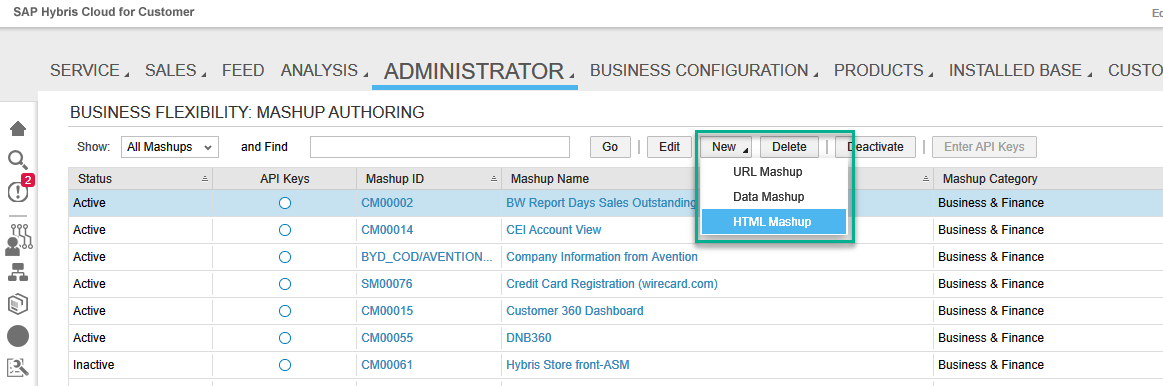 SAP Hybris Cloud for Customer
SERVICE SALES FEED ANALYSIS ADMINISTRATOR BUSINESS CONFIGURATION PRODUCTS INSTALLED BASE CUSTO
BUSINESS FLEXIBILITY: MASHUP AUTHORING
Show: All Mashups and Find Go Edit New Delete Deactivate Enter API Keys
URL Mashup
Data Mashup
HTML Mashup
2
Status API Keys Mashup ID Mashup Name Mashup Category
Active CM00002 BW Report Days Sales Outstanding Business & Finance
Active CM00014 CEI Account View Business & Finance
Active BYD_COD/AVENTION... Company Information from Avention Business & Finance
Active SM00076 Credit Card Registration (wirecard.com) Business & Finance
Active CM00015 Customer 360 Dashboard Business & Finance
Active CM00055 DNB360 Business & Finance
Inactive CM00061 Hybris Store front-ASM Business & Finance